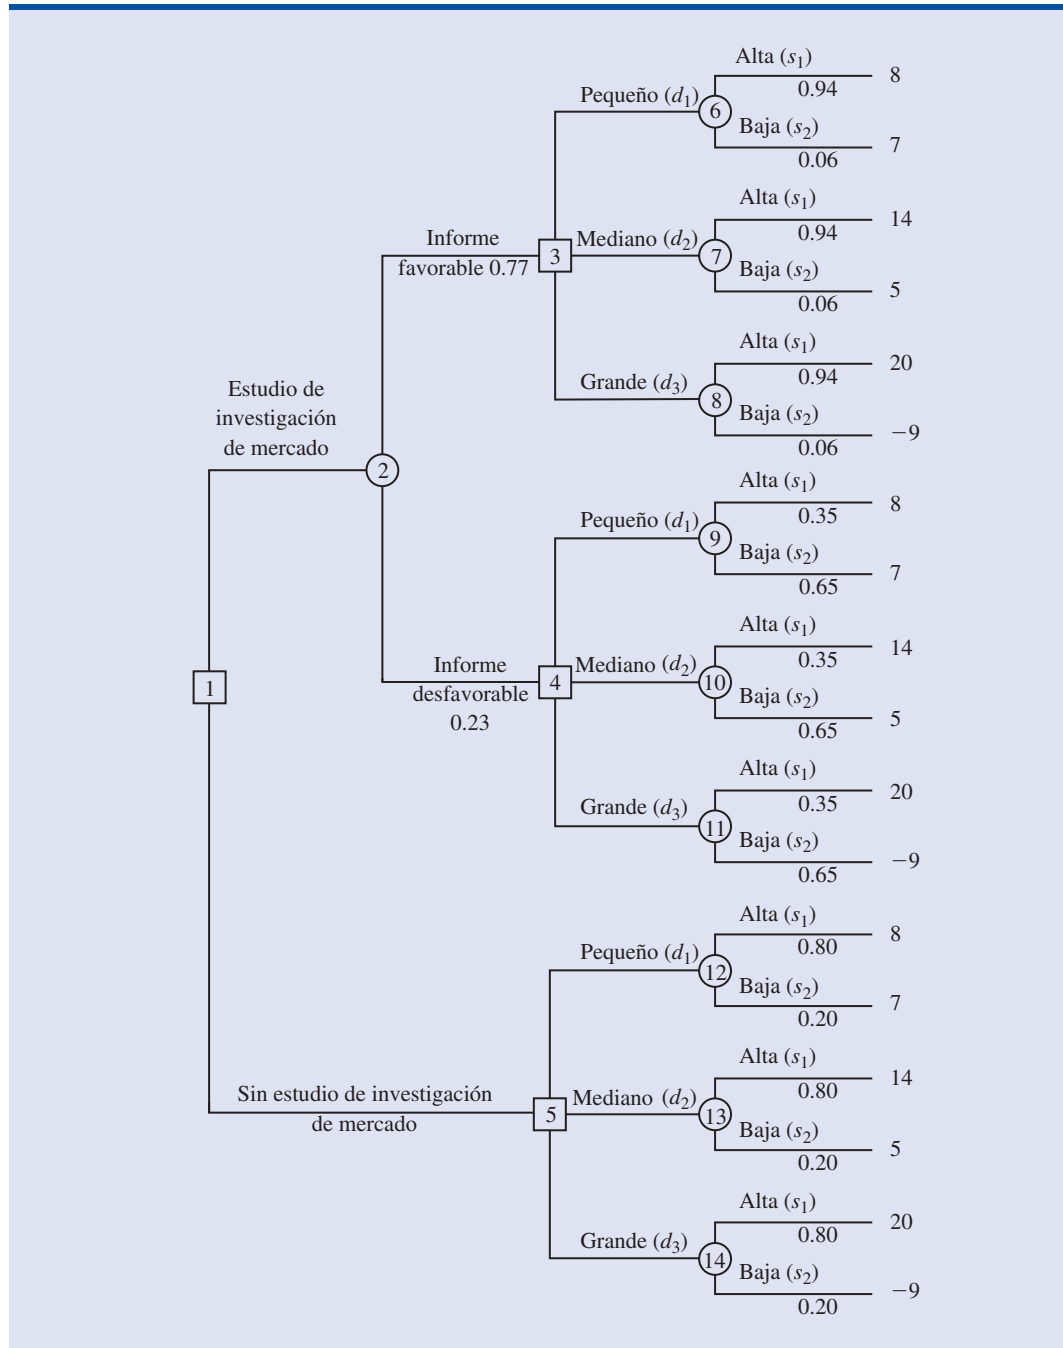 Alta (s1)
8
0.94
Pequeño (d1)
6
Baja (s2)
7
0.06
Alta (s1)
14
0.94
Informe
favorable 0.77
3
Mediano (d2)
7
Baja (s2)
5
0.06
Alta (s1)
20
0.94
Grande (d3)
8
Baja (s2)
−9
0.06
Estudio de
investigación
de mercado
2
Alta (s1)
8
0.35
Pequeño (d1)
9
Baja (s2)
7
0.65
Alta (s1)
14
0.35
1
Informe
desfavorable
0.23
4
Mediano (d2)
10
Baja (s2)
5
0.65
Alta (s1)
20
0.35
Grande (d3)
11
Baja (s2)
−9
0.65
Alta (s1)
8
0.80
Pequeño (d1)
12
Baja (s2)
7
0.20
Sin estudio de investigación
de mercado
5
Alta (s1)
14
0.80
Mediano (d2)
13
Baja (s2)
5
0.20
Alta (s1)
20
0.80
Grande (d3)
14
Baja (s2)
−9
0.20